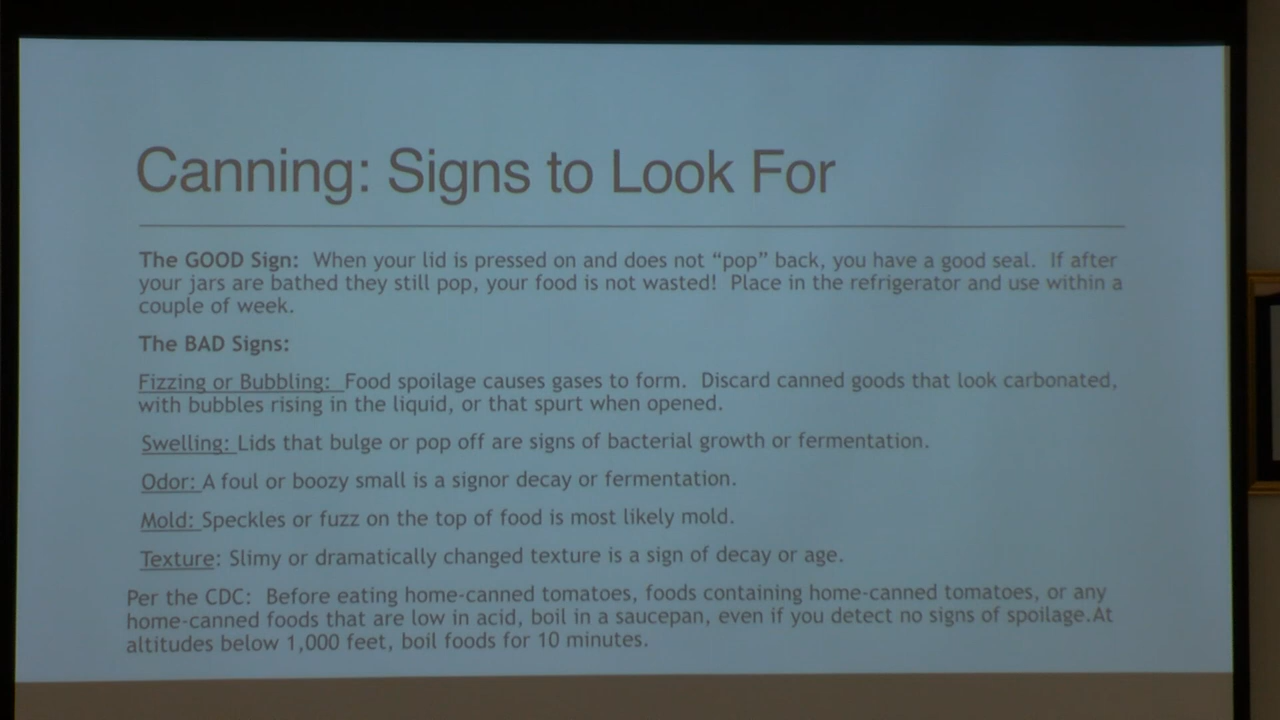 Canning: Signs to Look For
The GOOD Sign: When your lid is pressed on and does not “pop” back, you have a good seal. If after
your jars are bathed they still pop, your food is not wasted! Place in the refrigerator and use within a
couple of week.
The BAD Signs:
Fizzing or Bubbling: Food spoilage causes gases to form. Discard canned goods that look carbonated,
with bubbles rising in the liquid, or that spurt when opened.
Swelling: Lids that bulge or pop off are signs of bacterial growth or fermentation.
Odor: A foul or boozy small is a signor decay or fermentation.
Mold: Speckles or fuzz on the top of food is most likely mold.
Texture: Slimy or dramatically changed texture is a sign of decay or age.
Per the CDC: Before eating home-canned tomatoes, foods containing home-canned tomatoes, or any
home-canned foods that are low in acid, boil in a saucepan, even if you detect no signs of spoilage.At
altitudes below 1,000 feet, boil foods for 10 minutes.